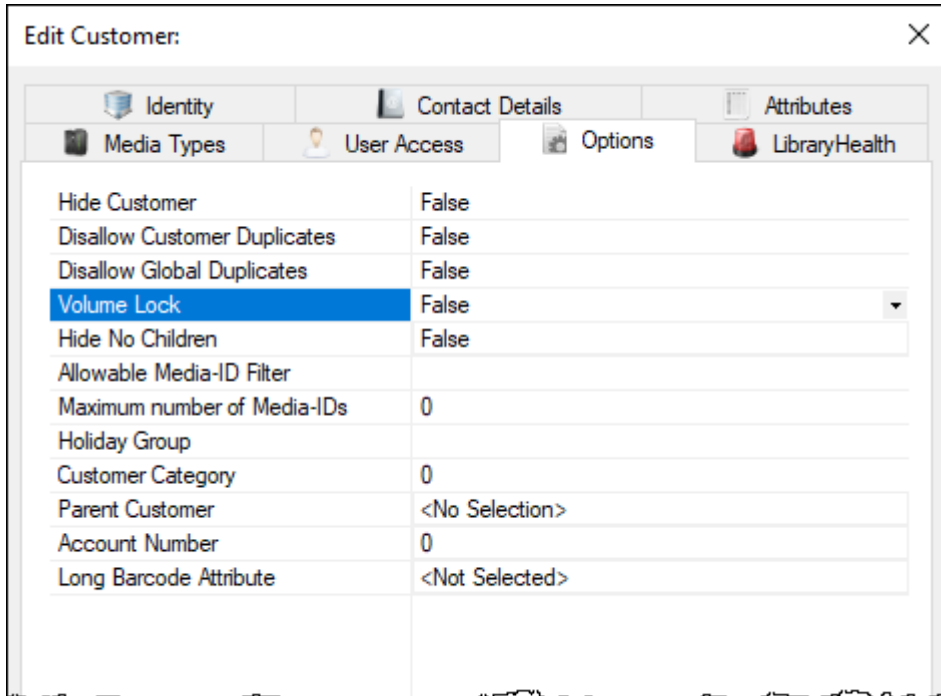 Edit Customer:
Identity Contact Details Attributes
Media Types User Access Options LibraryHealth
Hide Customer False
Disallow Customer Duplicates False
Disallow Global Duplicates False
Volume Lock False
Hide No Children False
Allowable Media-ID Filter
Maximum number of Media-IDs 0
Holiday Group
Customer Category 0
Parent Customer <No Selection>
Account Number 0
Long Barcode Attribute <Not Selected>